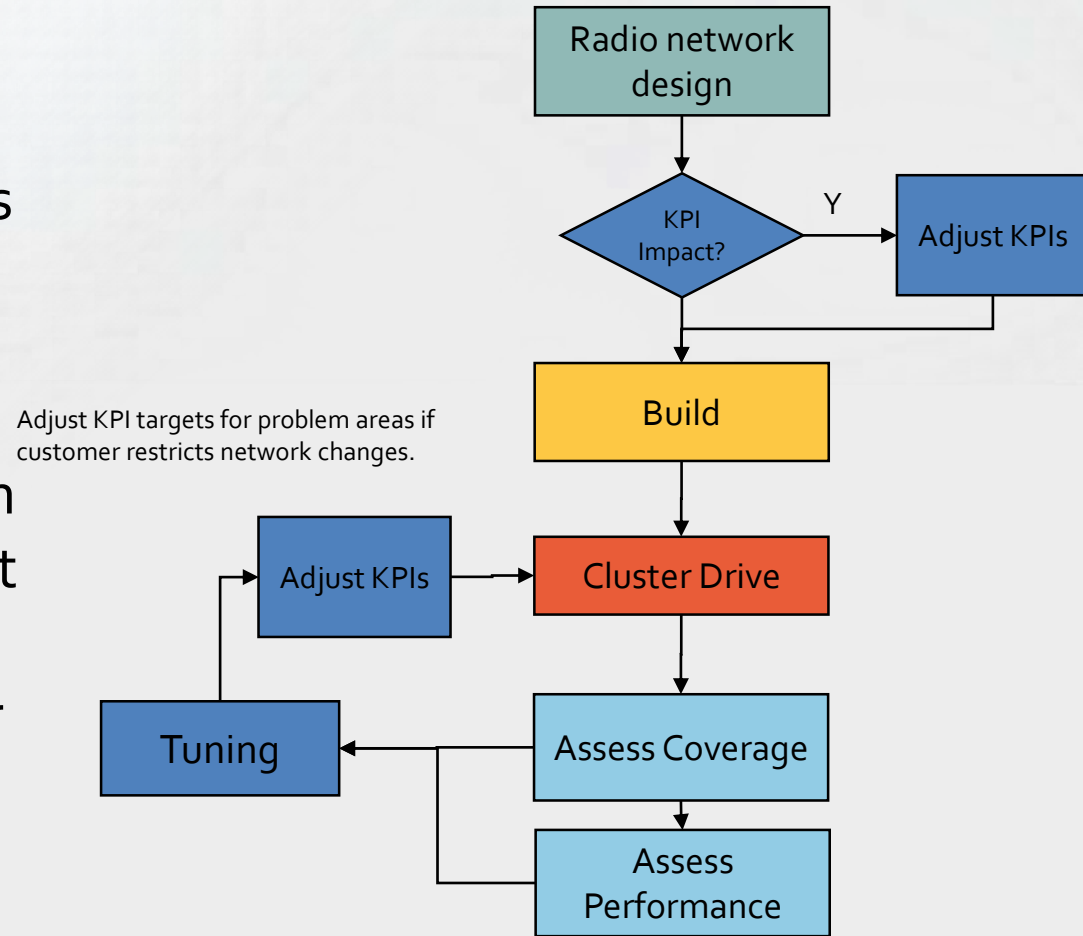 Radio network
design
KPI
Impact?
Y
Adjust KPIs
Build
Adjust KPI targets for problem areas if
customer restricts network changes.
Adjust KPIs
Cluster Drive
Tuning
Assess Coverage
Assess
Performance